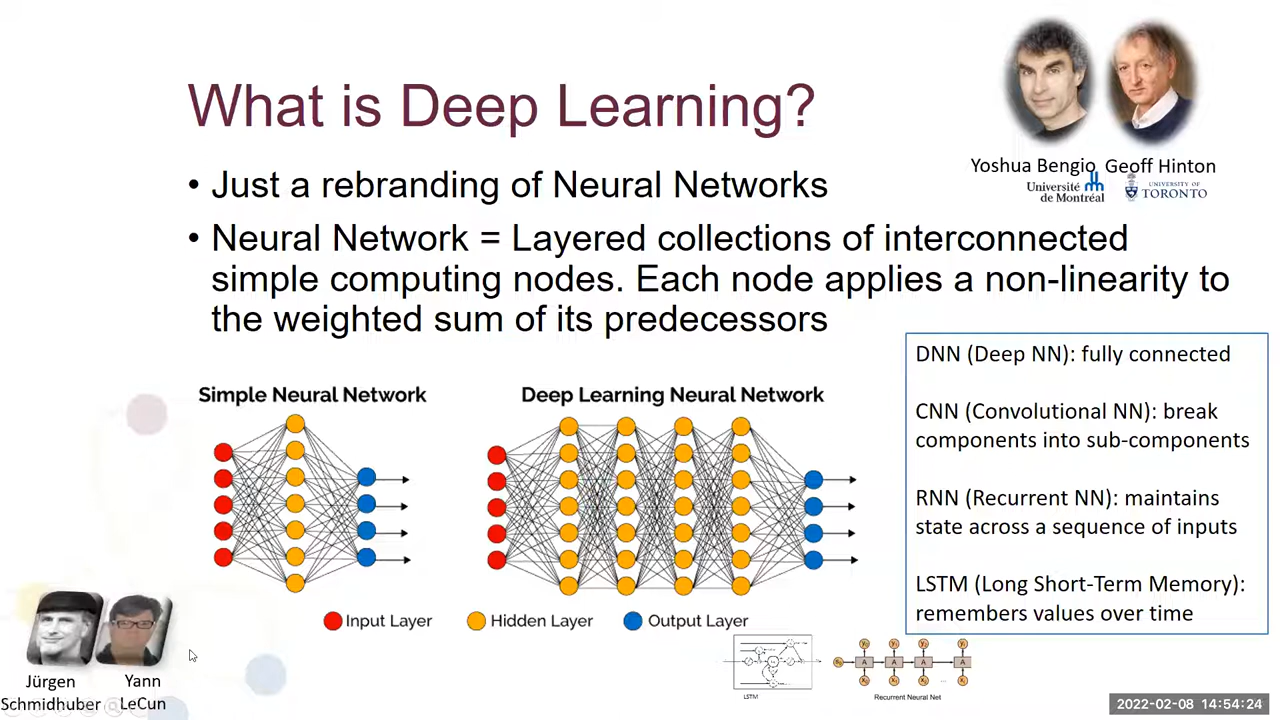 What is Deep Learning?
Yoshua Bengio
Geoff Hinton
Université
de Montréal
UNIVERSITY OF
TORONTO
• Just a rebranding of Neural Networks
• Neural Network = Layered collections of interconnected
simple computing nodes. Each node applies a non-linearity to
the weighted sum of its predecessors
DNN (Deep NN): fully connected
CNN (Convolutional NN): break
components into sub-components
RNN (Recurrent NN): maintains
state across a sequence of inputs
LSTM (Long Short-Term Memory):
remembers values over time
Simple Neural Network
Deep Learning Neural Network
Input Layer
Hidden Layer
Output Layer
Jürgen
Schmidhuber
Yann
LeCun
LSTM
A A A A
Recurrent Neural Net
2022-02-08 14:54:24